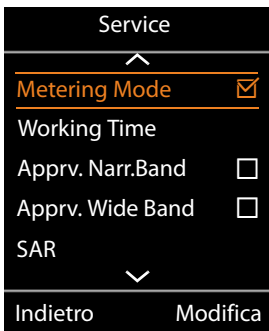 Service
Metering Mode
Working Time
Apprv. Narr.Band
Apprv. Wide Band
SAR
Indietro Modifica